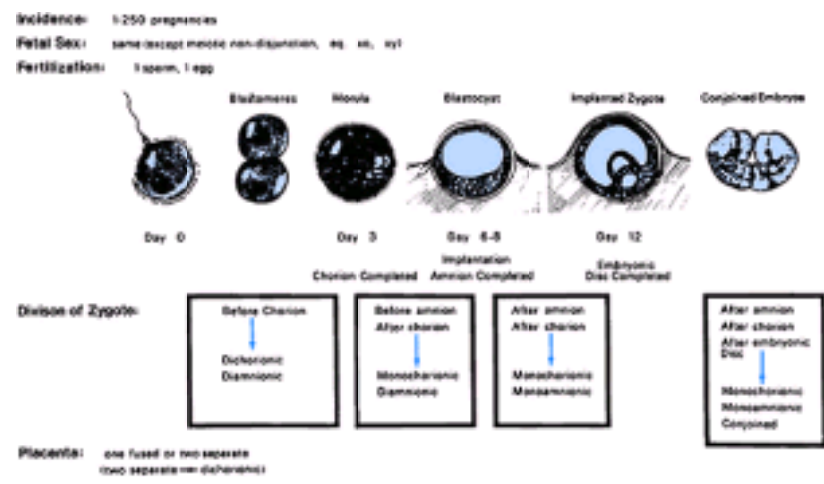 Incidence: 1:250 pregnancies
Fetal Sex: same (except meiotic non-disjunction, eg. xo, xy)
Fertilization: 1 sperm, 1 egg
Blastomeres Morula Blastocyst Implanted Zygote Conjoined Embryos
Day 0 Day 3 Day 6-8 Day 12
Chorion Completed Implantation Amnion Completed Embryonic Disc Completed
Divison of Zygote:
Before Chorion
Dichorionic
Diamnionic
Before amnion
After chorion
Monochorionic
Diamnionic
After amnion
After chorion
Monochorionic
Monoamnionic
After amnion
After chorion
After embryonic
Disc
Monochorionic
Monoamnionic
Conjoined
Placenta: one fused or two separate
(two separate dichorionic)